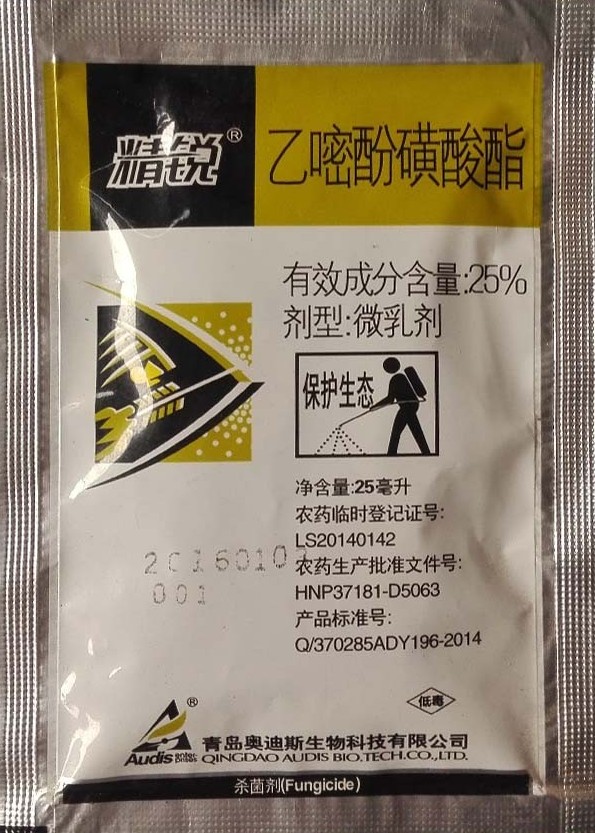 精锐®
乙嘧酚磺酸酯
有效成分含量:25%
剂型:微乳剂
保护生态
净含量:25毫升
农药临时登记证号:
LS20140142
农药生产批准文件号:
HNP37181-D5063
产品标准号:
Q/370285ADY196-2014
20160103
001
低毒
®
Audis enterprises
青岛奥迪斯生物科技有限公司
QINGDAO AUDIS BIO.TECH.CO.,LTD.
杀菌剂(Fungicide)